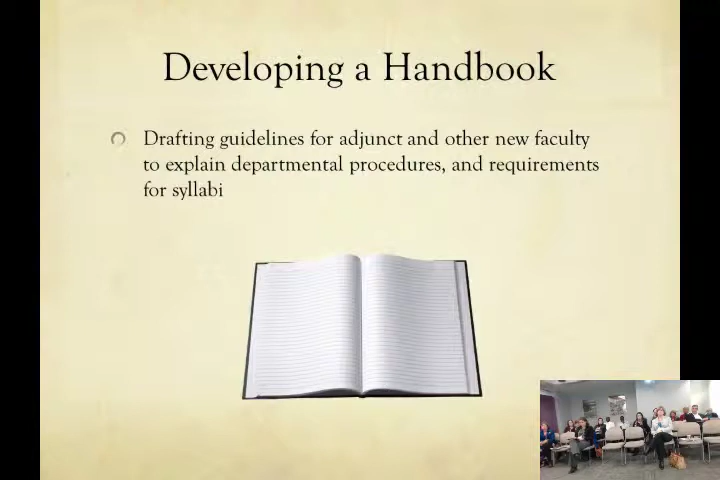 Developing a Handbook
Drafting guidelines for adjunct and other new faculty
to explain departmental procedures, and requirements
for syllabi